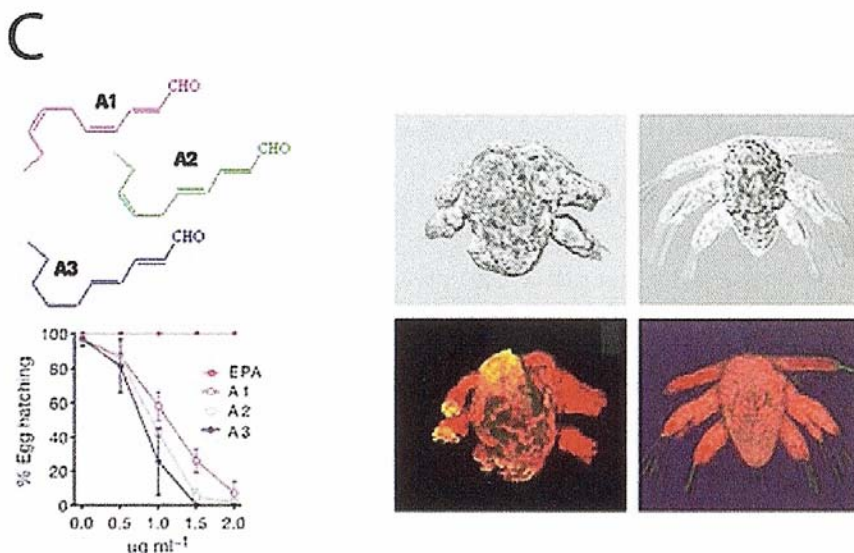 C
CHO
A1
CHO
A2
CHO
A3
100
80
60
40
20
0
% Egg hatching
EPA
A1
A2
A3
0.0 0.5 1.0 1.5 2.0
µg ml⁻¹